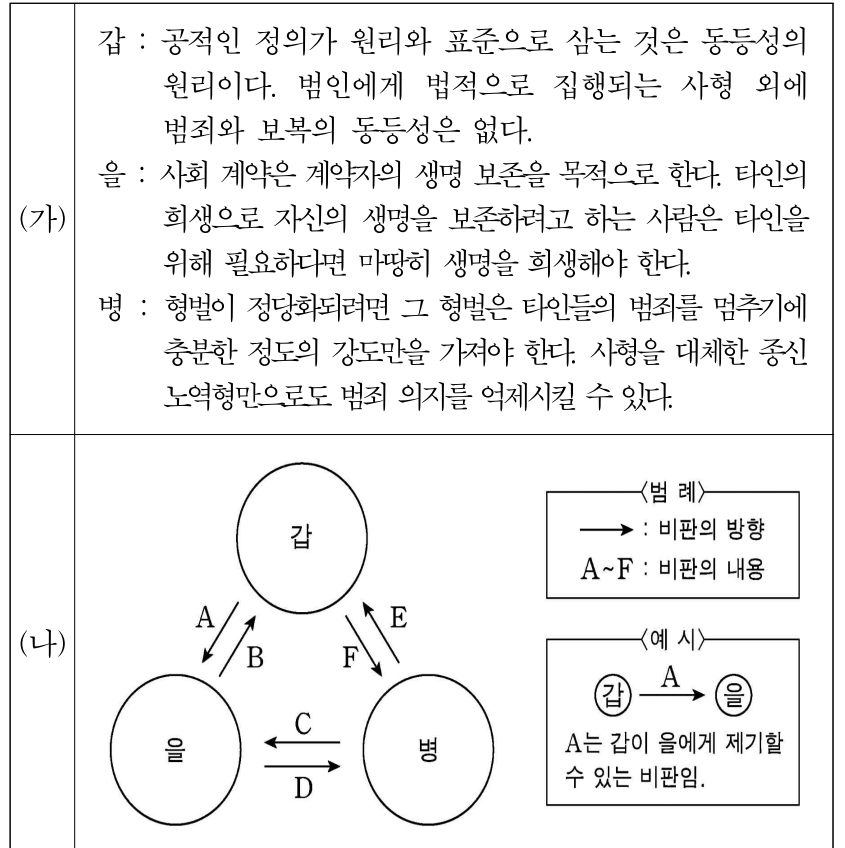 (가)
갑 : 공적인 정의가 원리와 표준으로 삼는 것은 동등성의
원리이다. 범인에게 법적으로 집행되는 사형 외에
범죄와 보복의 동등성은 없다.
을 : 사회 계약은 계약자의 생명 보존을 목적으로 한다. 타인의
희생으로 자신의 생명을 보존하려고 하는 사람은 타인을
위해 필요하다면 마땅히 생명을 희생해야 한다.
병 : 형벌이 정당화되려면 그 형벌은 타인들의 범죄를 멈추기에
충분한 정도의 강도만을 가져야 한다. 사형을 대체한 종신
노역형만으로도 범죄 의지를 억제시킬 수 있다.
(나)
갑
A
B
F
E
을
C
D
병
〈범 례〉
: 비판의 방향
A~F : 비판의 내용
〈예 시〉
갑 A 을
A는 갑이 을에게 제기할
수 있는 비판임.